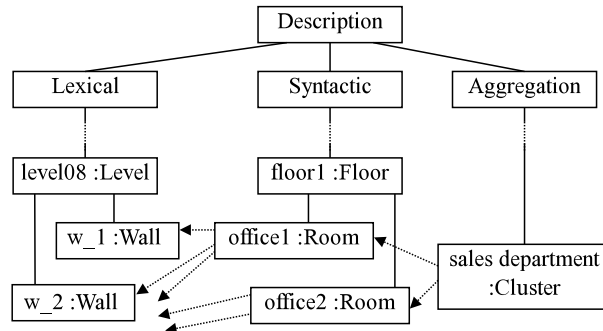 Description
Lexical
Syntactic
Aggregation
level08 :Level
floor1 :Floor
w_1 :Wall
office1 :Room
sales department
:Cluster
w_2 :Wall
office2 :Room